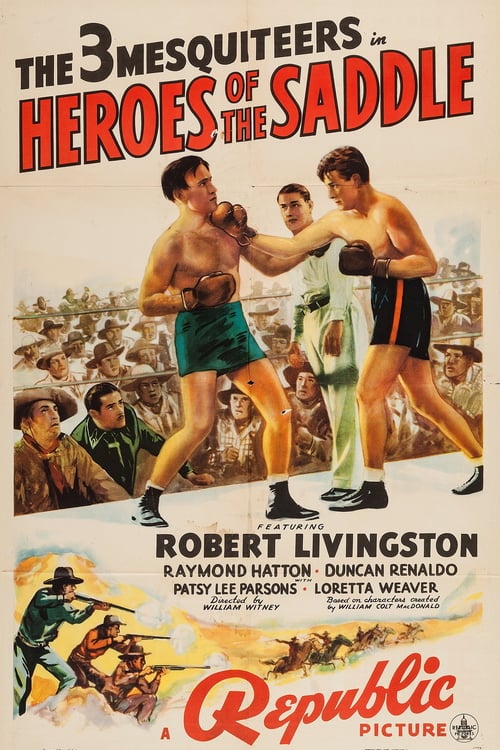 THE 3 MESQUITEERS in
HEROES OF THE SADDLE
FEATURING
ROBERT LIVINGSTON
RAYMOND HATTON · DUNCAN RENALDO
WITH
PATSY LEE PARSONS · LORETTA WEAVER
Directed by
WILLIAM WITNEY
Based on characters created
by WILLIAM COLT MacDONALD
A Republic
PICTURE